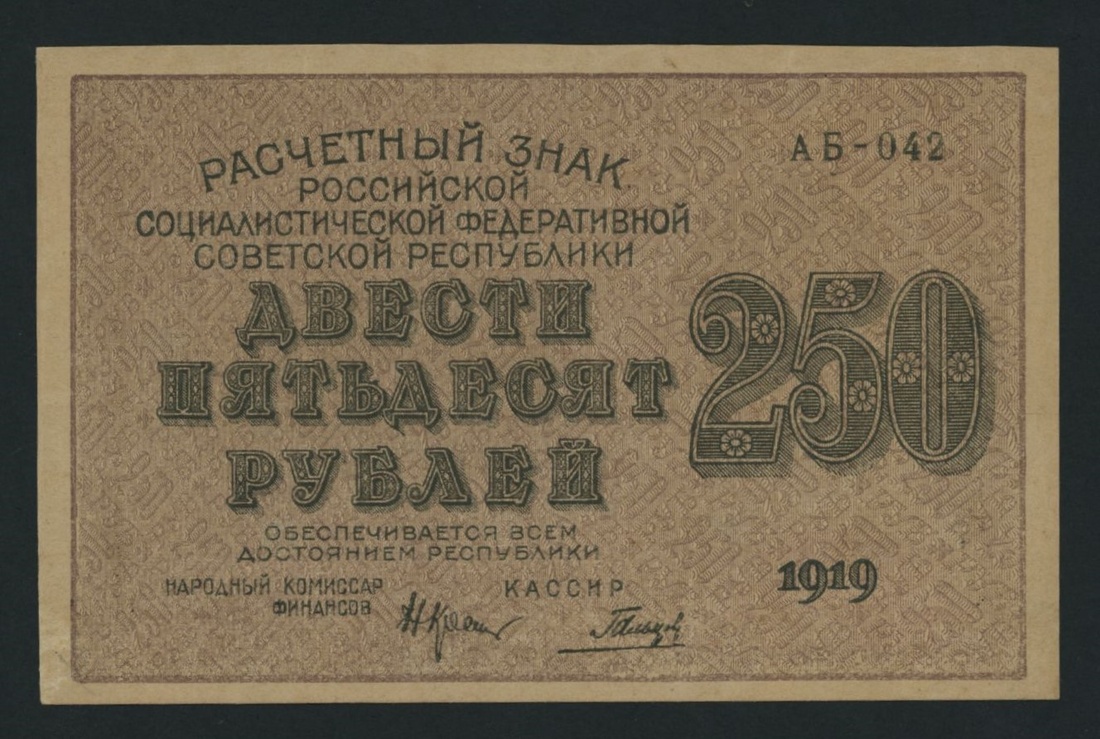 РАСЧЕТНЫЙ ЗНАК
РОССИЙСКОЙ
СОЦИАЛИСТИЧЕСКОЙ ФЕДЕРАТИВНОЙ
СОВЕТСКОЙ РЕСПУБЛИКИ
АБ-042
ДВЕСТИ
ПЯТЬДЕСЯТ
РУБЛЕЙ
250
ОБЕСПЕЧИВАЕТСЯ ВСЕМ
ДОСТОЯНИЕМ РЕСПУБЛИКИ
НАРОДНЫЙ КОМИССАР
ФИНАНСОВ
КАССИР
1919